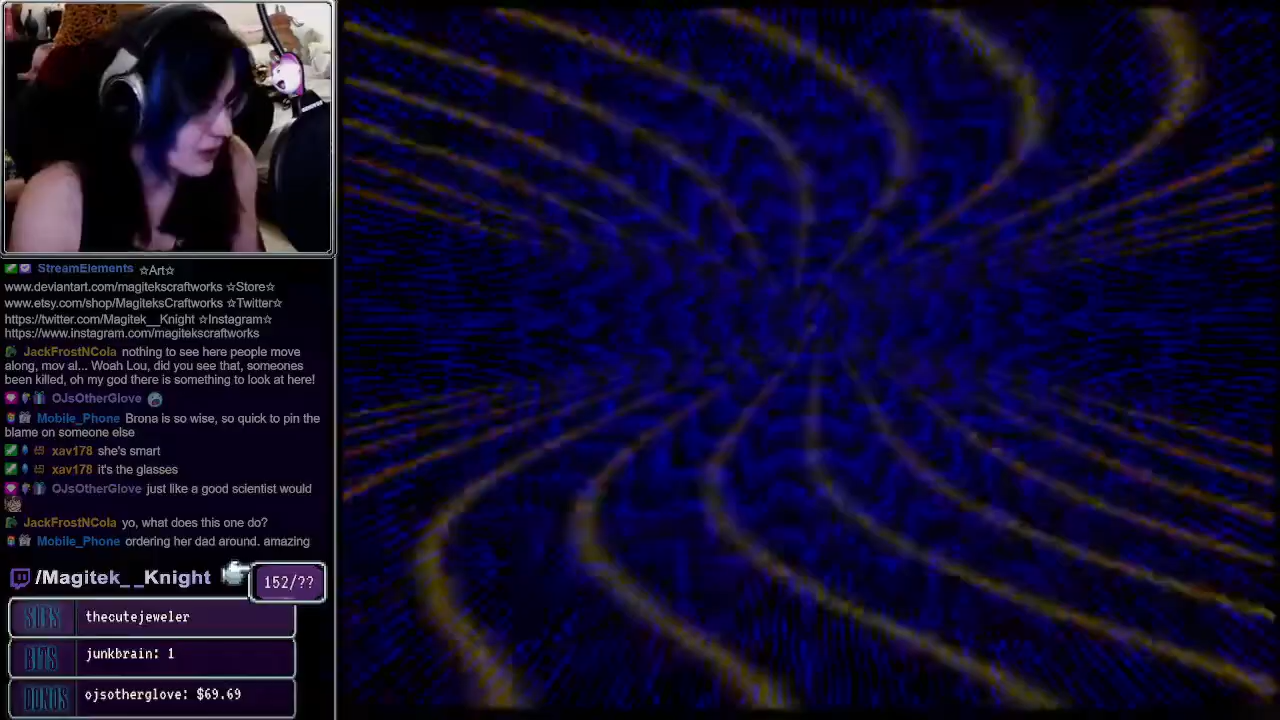 StreamElements ☆Art☆
www.deviantart.com/magitekscraftworks ☆Store☆
www.etsy.com/shop/MagiteksCraftworks ☆Twitter☆
https://twitter.com/Magitek__Knight ☆Instagram☆
https://www.instagram.com/magitekscraftworks
JackFrostNCola nothing to see here people move
along, mov al... Woah Lou, did you see that, someones
been killed, oh my god there is something to look at here!
OJsOtherGlove
Mobile_Phone Brona is so wise, so quick to pin the
blame on someone else
xav178 she's smart
xav178 it's the glasses
OJsOtherGlove just like a good scientist would
JackFrostNCola yo, what does this one do?
Mobile_Phone ordering her dad around. amazing
/Magitek__Knight
152/??
SUBS thecutejeweler
BITS junkbrain: 1
DONOS ojsotherglove: $69.69